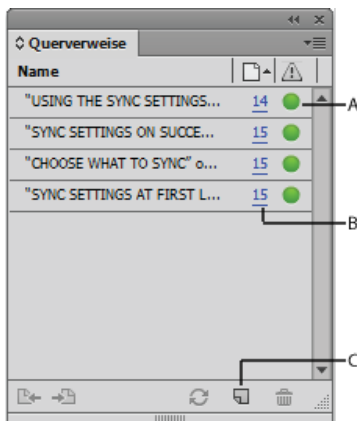 Querverweise
Name
"USING THE SYNC SETTINGS... 14
A
"SYNC SETTINGS ON SUCCE... 15
"CHOOSE WHAT TO SYNC" o... 15
"SYNC SETTINGS AT FIRST L... 15
B
C